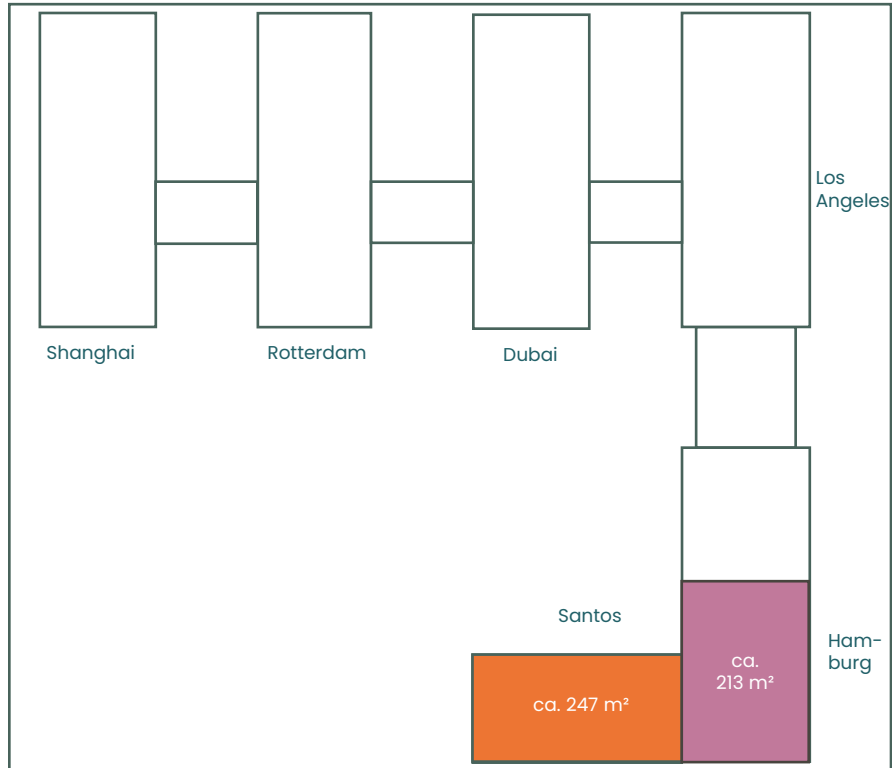 Los
Angeles
Shanghai
Rotterdam
Dubai
Santos
Ham-
burg
ca.
213 m²
ca. 247 m²